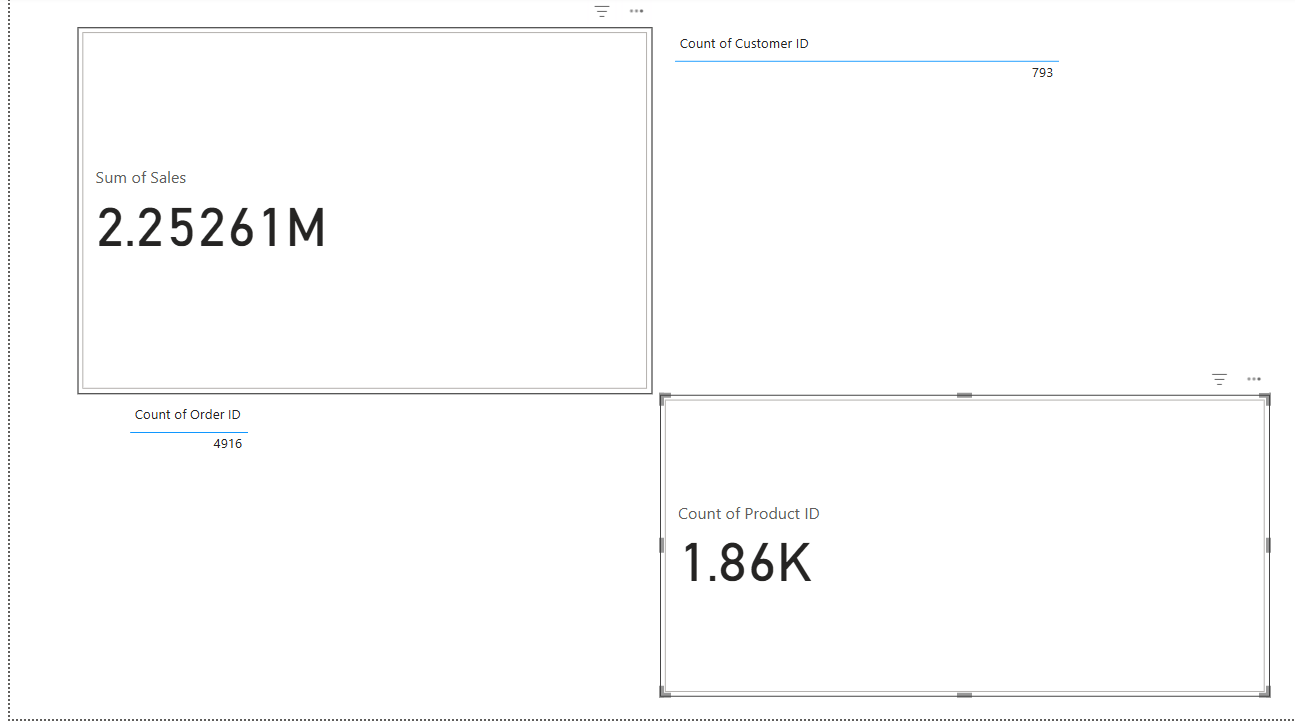 Sum of Sales
2.25261M
Count of Customer ID
793
Count of Order ID
4916
Count of Product ID
1.86K